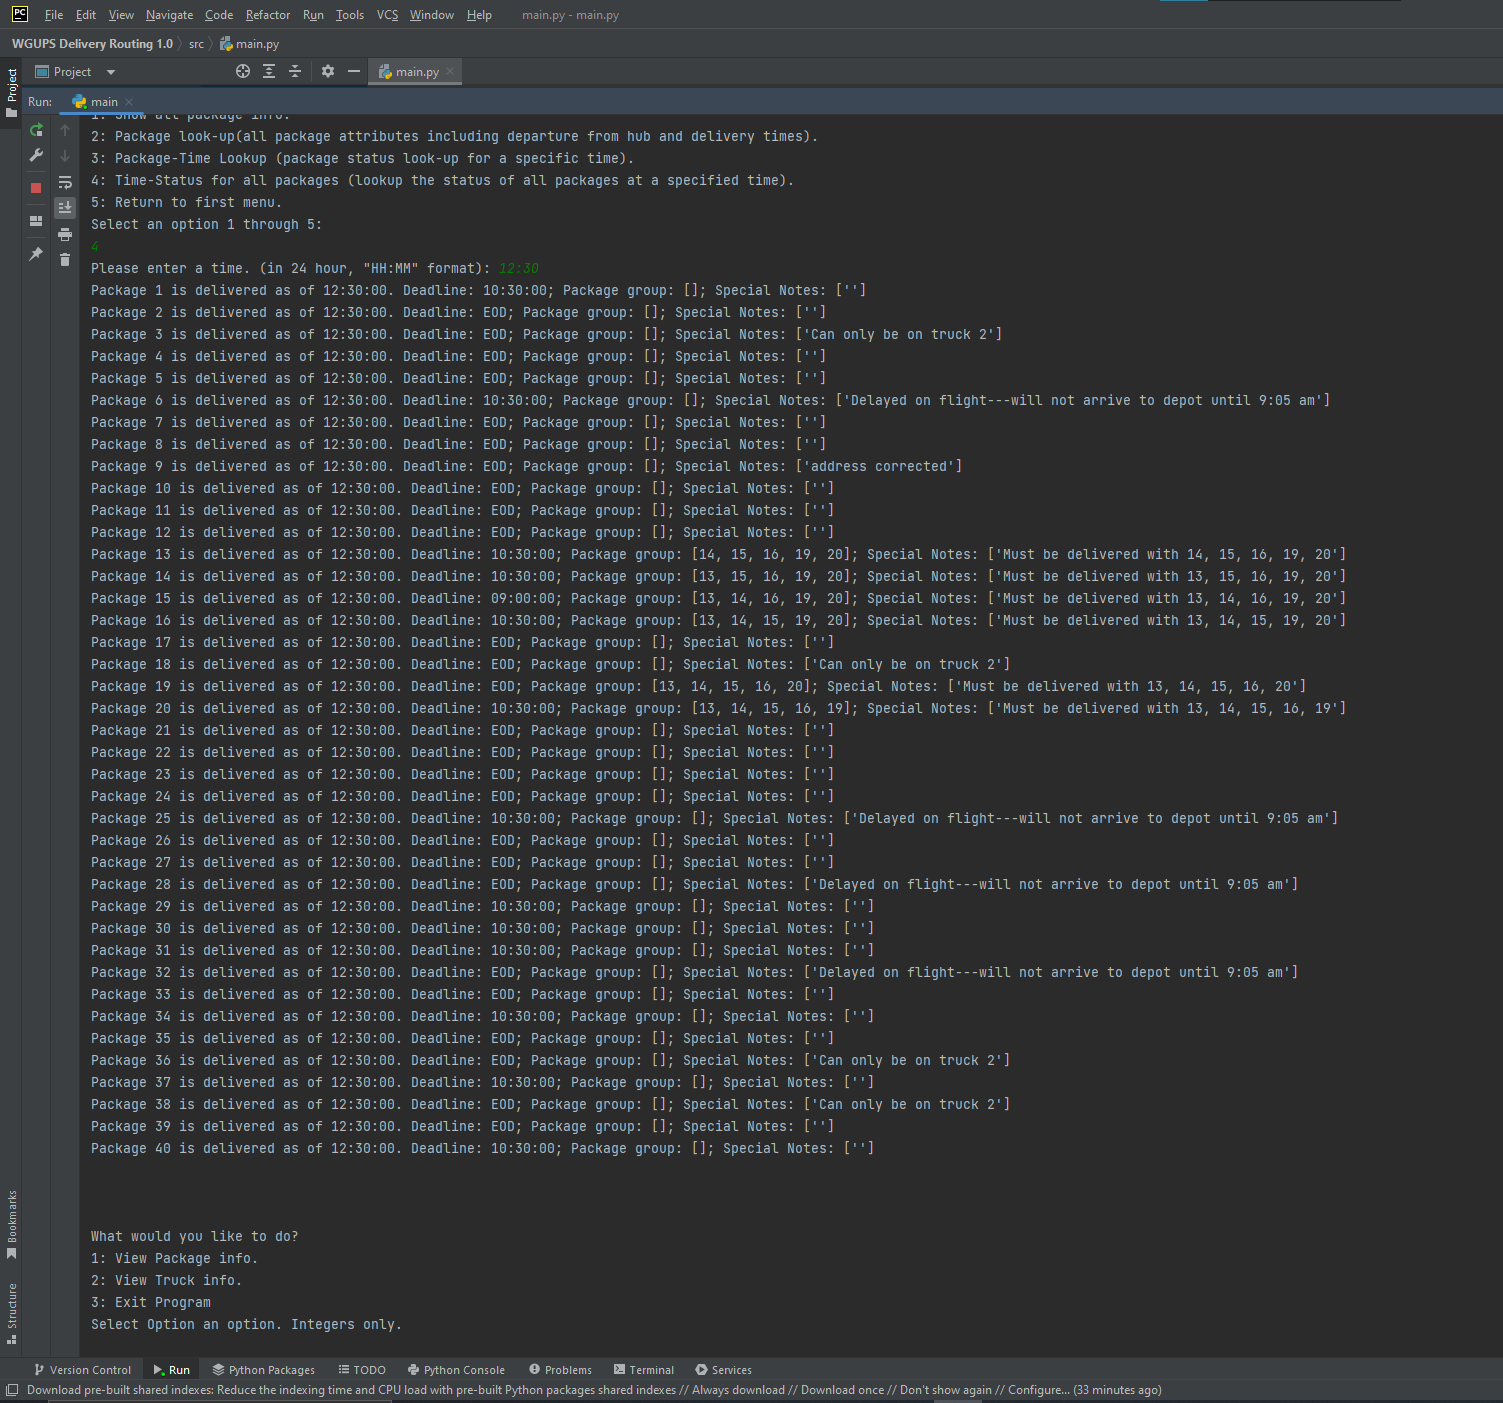 PC File Edit View Navigate Code Refactor Run Tools VCS Window Help main.py - main.py
WGUPS Delivery Routing 1.0 src main.py
Project main.py
Project
Run: main
1: Show all package info.
2: Package look-up(all package attributes including departure from hub and delivery times).
3: Package-Time Lookup (package status look-up for a specific time).
4: Time-Status for all packages (lookup the status of all packages at a specified time).
5: Return to first menu.
Select an option 1 through 5:
4
Please enter a time. (in 24 hour, "HH:MM" format): 12:30
Package 1 is delivered as of 12:30:00. Deadline: 10:30:00; Package group: []; Special Notes: ['']
Package 2 is delivered as of 12:30:00. Deadline: EOD; Package group: []; Special Notes: ['']
Package 3 is delivered as of 12:30:00. Deadline: EOD; Package group: []; Special Notes: ['Can only be on truck 2']
Package 4 is delivered as of 12:30:00. Deadline: EOD; Package group: []; Special Notes: ['']
Package 5 is delivered as of 12:30:00. Deadline: EOD; Package group: []; Special Notes: ['']
Package 6 is delivered as of 12:30:00. Deadline: 10:30:00; Package group: []; Special Notes: ['Delayed on flight---will not arrive to depot until 9:05 am']
Package 7 is delivered as of 12:30:00. Deadline: EOD; Package group: []; Special Notes: ['']
Package 8 is delivered as of 12:30:00. Deadline: EOD; Package group: []; Special Notes: ['']
Package 9 is delivered as of 12:30:00. Deadline: EOD; Package group: []; Special Notes: ['address corrected']
Package 10 is delivered as of 12:30:00. Deadline: EOD; Package group: []; Special Notes: ['']
Package 11 is delivered as of 12:30:00. Deadline: EOD; Package group: []; Special Notes: ['']
Package 12 is delivered as of 12:30:00. Deadline: EOD; Package group: []; Special Notes: ['']
Package 13 is delivered as of 12:30:00. Deadline: 10:30:00; Package group: [14, 15, 16, 19, 20]; Special Notes: ['Must be delivered with 14, 15, 16, 19, 20']
Package 14 is delivered as of 12:30:00. Deadline: 10:30:00; Package group: [13, 15, 16, 19, 20]; Special Notes: ['Must be delivered with 13, 15, 16, 19, 20']
Package 15 is delivered as of 12:30:00. Deadline: 09:00:00; Package group: [13, 14, 16, 19, 20]; Special Notes: ['Must be delivered with 13, 14, 16, 19, 20']
Package 16 is delivered as of 12:30:00. Deadline: 10:30:00; Package group: [13, 14, 15, 19, 20]; Special Notes: ['Must be delivered with 13, 14, 15, 19, 20']
Package 17 is delivered as of 12:30:00. Deadline: EOD; Package group: []; Special Notes: ['']
Package 18 is delivered as of 12:30:00. Deadline: EOD; Package group: []; Special Notes: ['Can only be on truck 2']
Package 19 is delivered as of 12:30:00. Deadline: EOD; Package group: [13, 14, 15, 16, 20]; Special Notes: ['Must be delivered with 13, 14, 15, 16, 20']
Package 20 is delivered as of 12:30:00. Deadline: 10:30:00; Package group: [13, 14, 15, 16, 19]; Special Notes: ['Must be delivered with 13, 14, 15, 16, 19']
Package 21 is delivered as of 12:30:00. Deadline: EOD; Package group: []; Special Notes: ['']
Package 22 is delivered as of 12:30:00. Deadline: EOD; Package group: []; Special Notes: ['']
Package 23 is delivered as of 12:30:00. Deadline: EOD; Package group: []; Special Notes: ['']
Package 24 is delivered as of 12:30:00. Deadline: EOD; Package group: []; Special Notes: ['']
Package 25 is delivered as of 12:30:00. Deadline: 10:30:00; Package group: []; Special Notes: ['Delayed on flight---will not arrive to depot until 9:05 am']
Package 26 is delivered as of 12:30:00. Deadline: EOD; Package group: []; Special Notes: ['']
Package 27 is delivered as of 12:30:00. Deadline: EOD; Package group: []; Special Notes: ['']
Package 28 is delivered as of 12:30:00. Deadline: EOD; Package group: []; Special Notes: ['Delayed on flight---will not arrive to depot until 9:05 am']
Package 29 is delivered as of 12:30:00. Deadline: 10:30:00; Package group: []; Special Notes: ['']
Package 30 is delivered as of 12:30:00. Deadline: 10:30:00; Package group: []; Special Notes: ['']
Package 31 is delivered as of 12:30:00. Deadline: 10:30:00; Package group: []; Special Notes: ['']
Package 32 is delivered as of 12:30:00. Deadline: EOD; Package group: []; Special Notes: ['Delayed on flight---will not arrive to depot until 9:05 am']
Package 33 is delivered as of 12:30:00. Deadline: EOD; Package group: []; Special Notes: ['']
Package 34 is delivered as of 12:30:00. Deadline: 10:30:00; Package group: []; Special Notes: ['']
Package 35 is delivered as of 12:30:00. Deadline: EOD; Package group: []; Special Notes: ['']
Package 36 is delivered as of 12:30:00. Deadline: EOD; Package group: []; Special Notes: ['Can only be on truck 2']
Package 37 is delivered as of 12:30:00. Deadline: 10:30:00; Package group: []; Special Notes: ['']
Package 38 is delivered as of 12:30:00. Deadline: EOD; Package group: []; Special Notes: ['Can only be on truck 2']
Package 39 is delivered as of 12:30:00. Deadline: EOD; Package group: []; Special Notes: ['']
Package 40 is delivered as of 12:30:00. Deadline: 10:30:00; Package group: []; Special Notes: ['']
What would you like to do?
1: View Package info.
2: View Truck info.
3: Exit Program
Select Option an option. Integers only.
Bookmarks
Structure
Version Control Run Python Packages TODO Python Console Problems Terminal Services
Download pre-built shared indexes: Reduce the indexing time and CPU load with pre-built Python packages shared indexes // Always download // Download once // Don't show again // Configure... (33 minutes ago)